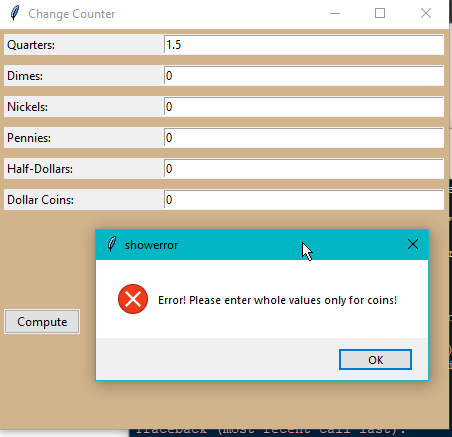 Change Counter
Quarters: 1.5
Dimes: 0
Nickels: 0
Pennies: 0
Half-Dollars: 0
Dollar Coins: 0
showerror
Error! Please enter whole values only for coins!
Compute
OK
Traceback (most recent call last):